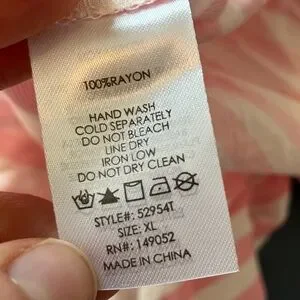 100%RAYON
HAND WASH
COLD SEPARATELY
DO NOT BLEACH
LINE DRY
IRON LOW
DO NOT DRY CLEAN
STYLE#: 52954T
SIZE: XL
RN#: 149052
MADE IN CHINA